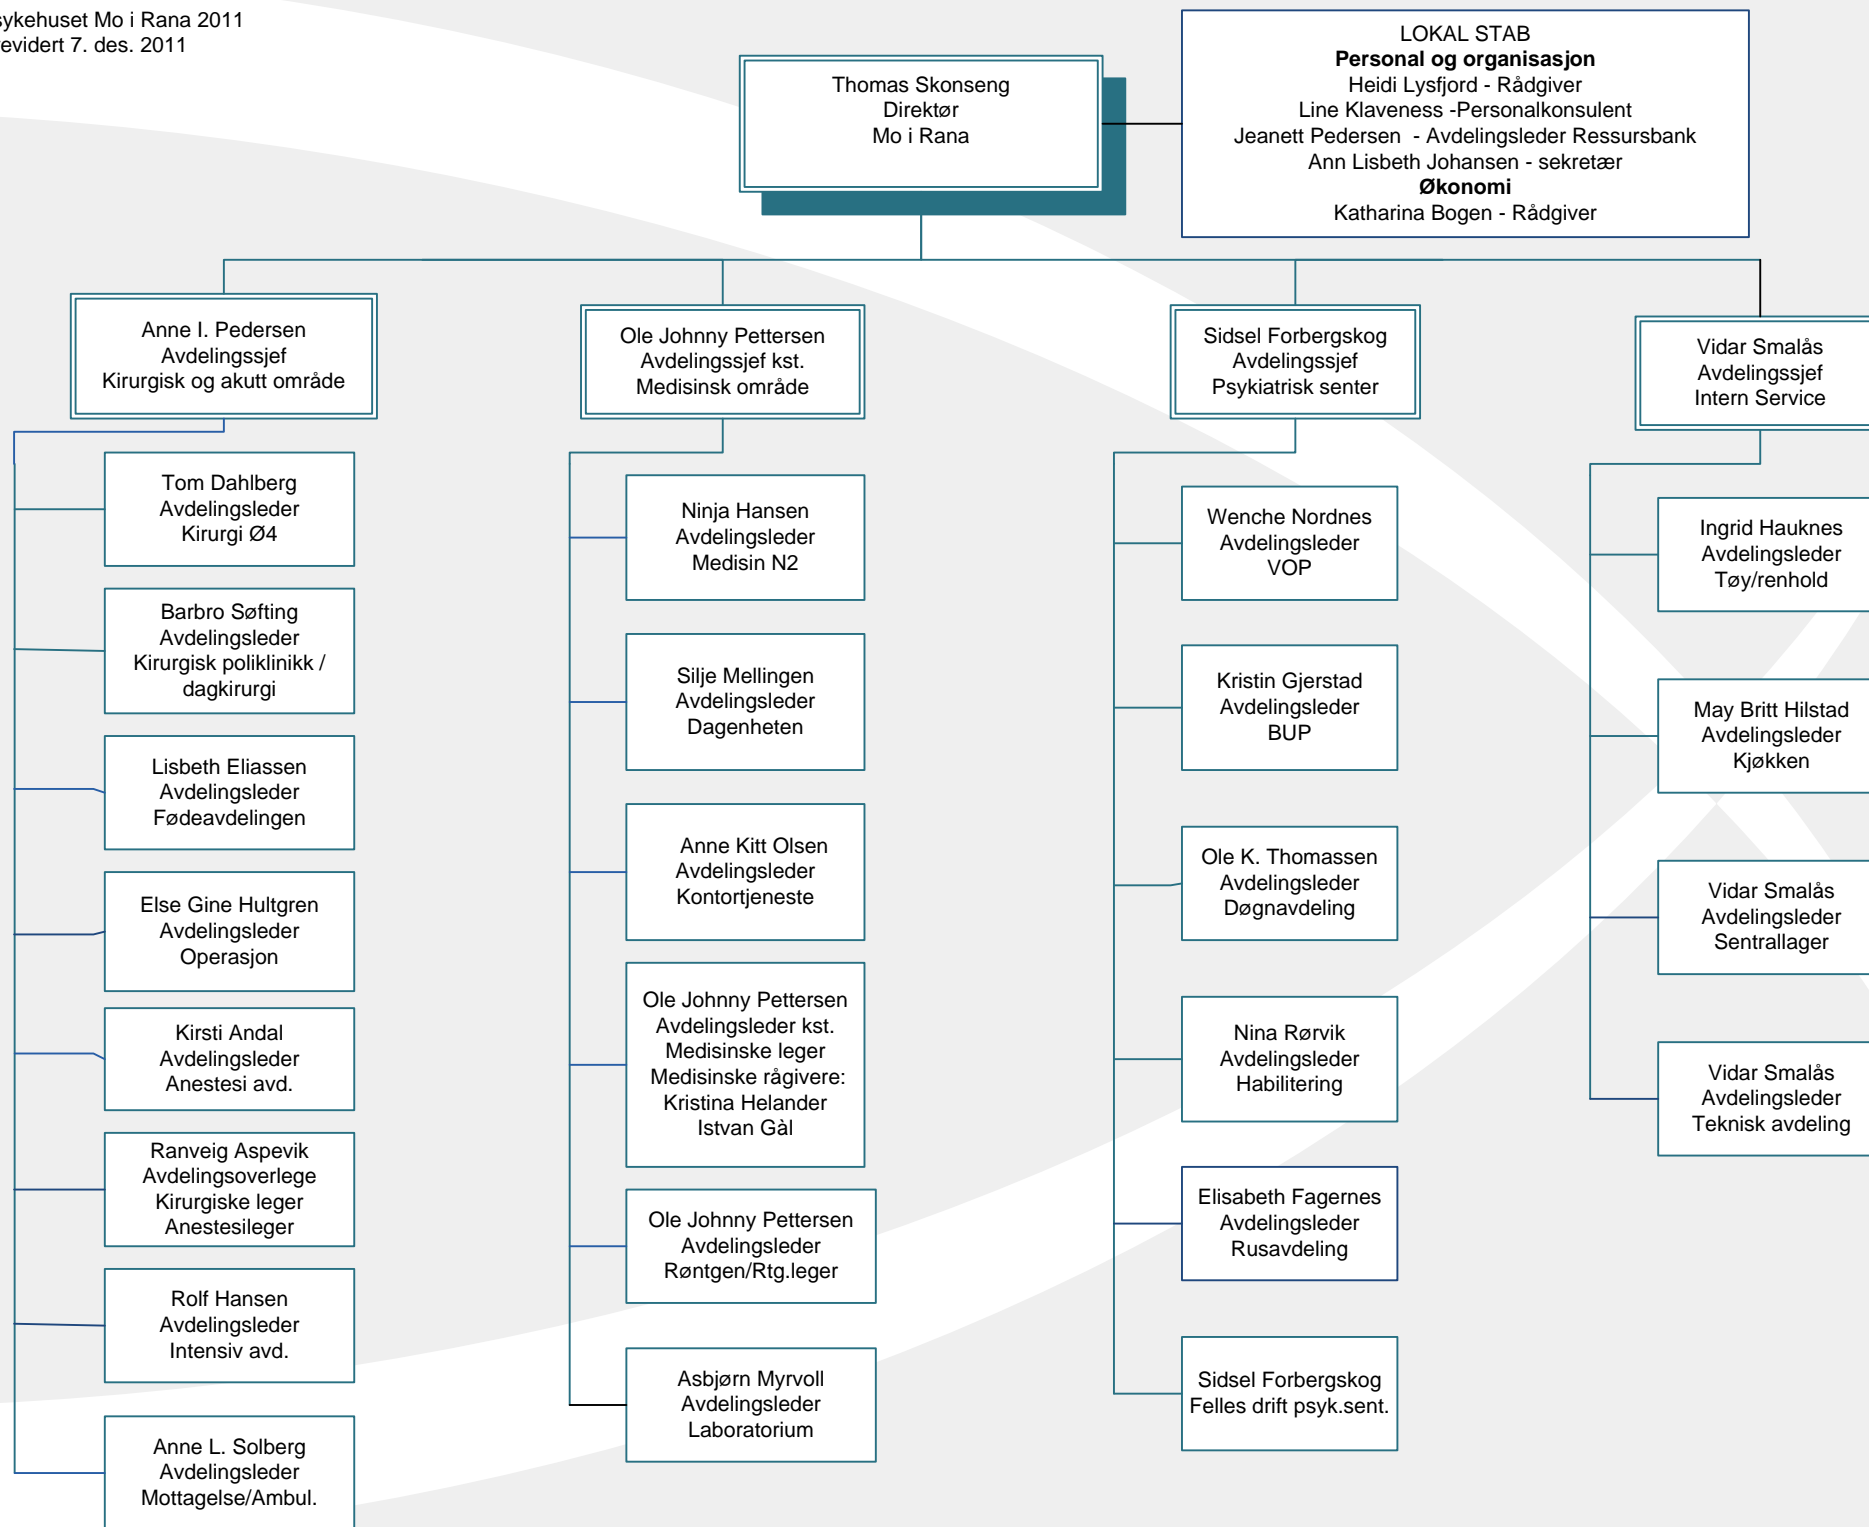 sykehuset Mo i Rana 2011
evidert 7. des. 2011
Thomas Skonseng
Direktør
Mo i Rana
LOKAL STAB
Personal og organisasjon
Heidi Lysfjord - Rådgiver
Line Klaveness -Personalkonsulent
Jeanett Pedersen - Avdelingsleder Ressursbank
Ann Lisbeth Johansen - sekretær
Økonomi
Katharina Bogen - Rådgiver
Anne I. Pedersen
Avdelingssjef
Kirurgisk og akutt område
Ole Johnny Pettersen
Avdelingssjef kst.
Medisinsk område
Sidsel Forbergskog
Avdelingssjef
Psykiatrisk senter
Vidar Smalås
Avdelingssjef
Intern Service
Tom Dahlberg
Avdelingsleder
Kirurgi Ø4
Barbro Søfting
Avdelingsleder
Kirurgisk poliklinikk /
dagkirurgi
Lisbeth Eliassen
Avdelingsleder
Fødeavdelingen
Else Gine Hultgren
Avdelingsleder
Operasjon
Kirsti Andal
Avdelingsleder
Anestesi avd.
Ranveig Aspevik
Avdelingsoverlege
Kirurgiske leger
Anestesileger
Rolf Hansen
Avdelingsleder
Intensiv avd.
Anne L. Solberg
Avdelingsleder
Mottagelse/Ambul.
Ninja Hansen
Avdelingsleder
Medisin N2
Silje Mellingen
Avdelingsleder
Dagenheten
Anne Kitt Olsen
Avdelingsleder
Kontortjeneste
Ole Johnny Pettersen
Avdelingsleder kst.
Medisinske leger
Medisinske rågivere:
Kristina Helander
Istvan Gàl
Ole Johnny Pettersen
Avdelingsleder
Røntgen/Rtg.leger
Asbjørn Myrvoll
Avdelingsleder
Laboratorium
Wenche Nordnes
Avdelingsleder
VOP
Kristin Gjerstad
Avdelingsleder
BUP
Ole K. Thomassen
Avdelingsleder
Døgnavdeling
Nina Rørvik
Avdelingsleder
Habilitering
Elisabeth Fagernes
Avdelingsleder
Rusavdeling
Sidsel Forbergskog
Felles drift psyk.sent.
Ingrid Hauknes
Avdelingsleder
Tøy/renhold
May Britt Hilstad
Avdelingsleder
Kjøkken
Vidar Smalås
Avdelingsleder
Sentrallager
Vidar Smalås
Avdelingsleder
Teknisk avdeling